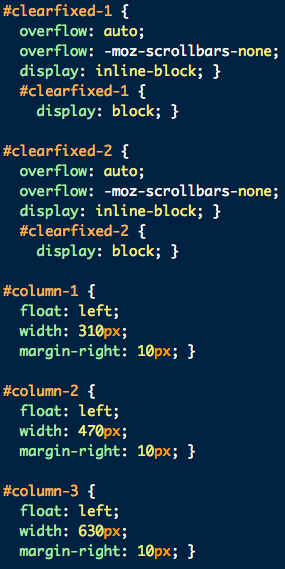 #clearfixed-1 {
overflow: auto;
overflow: -moz-scrollbars-none;
display: inline-block; }
#clearfixed-1 {
display: block; }
#clearfixed-2 {
overflow: auto;
overflow: -moz-scrollbars-none;
display: inline-block; }
#clearfixed-2 {
display: block; }
#column-1 {
float: left;
width: 310px;
margin-right: 10px; }
#column-2 {
float: left;
width: 470px;
margin-right: 10px; }
#column-3 {
float: left;
width: 630px;
margin-right: 10px; }